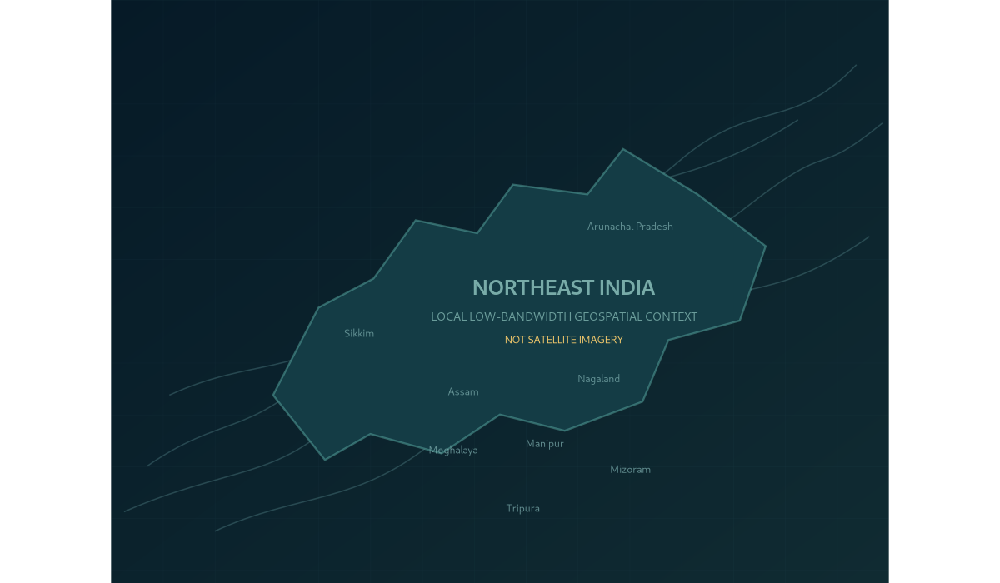 Arunachal Pradesh
NORTHEAST INDIA
LOCAL LOW-BANDWIDTH GEOSPATIAL CONTEXT
Sikkim
NOT SATELLITE IMAGERY
Nagaland
Assam
Manipur
Meghalaya
Mizoram
Tripura